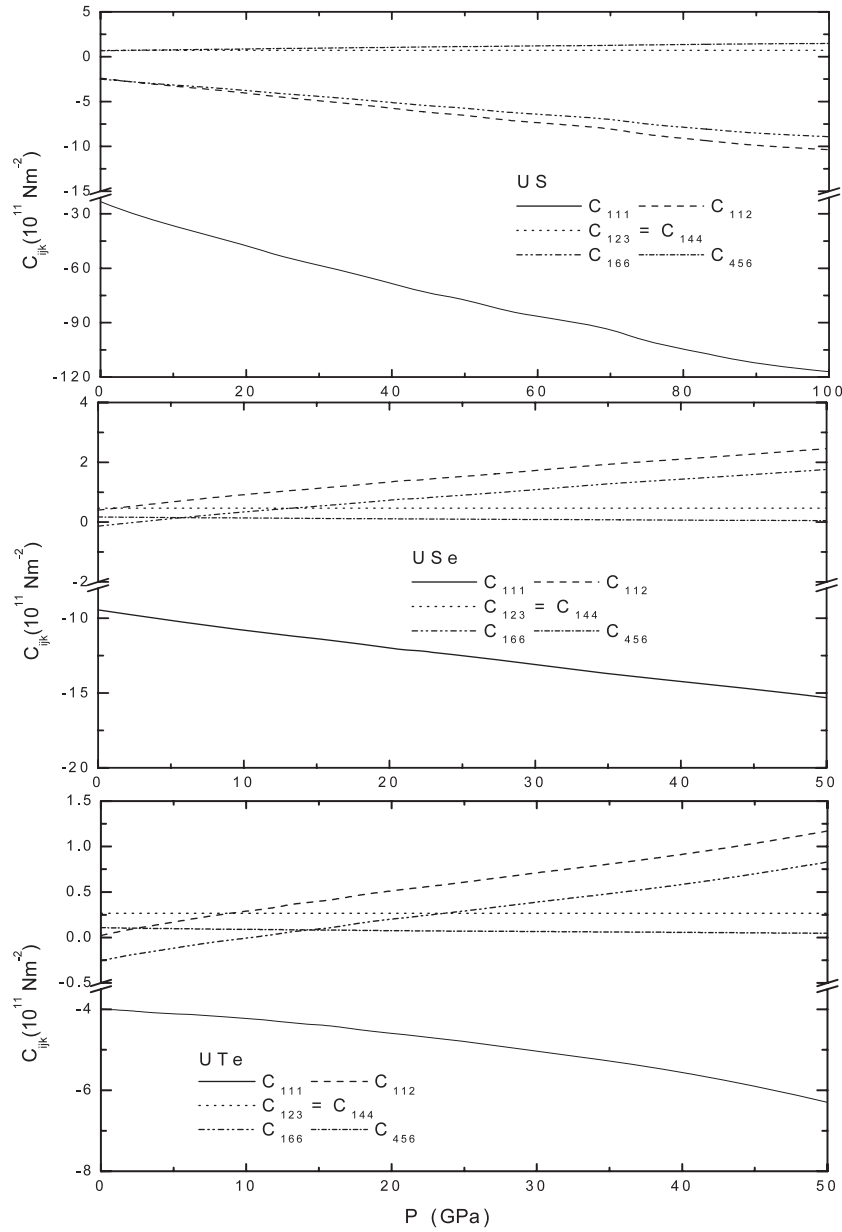 5
0
-5
-10
-15
-30
-60
-90
-120
C_ijk (10^11 Nm^-2)
US
C_111 C_112
C_123 = C_144
C_166 C_456
0 20 40 60 80 100
4
2
0
-2
-10
-15
-20
C_ijk (10^11 Nm^-2)
USe
C_111 C_112
C_123 = C_144
C_166 C_456
0 10 20 30 40 50
1.5
1.0
0.5
0.0
-0.5
-4
-6
-8
C_ijk (10^11 Nm^-2)
UTe
C_111 C_112
C_123 = C_144
C_166 C_456
0 10 20 30 40 50
P (GPa)